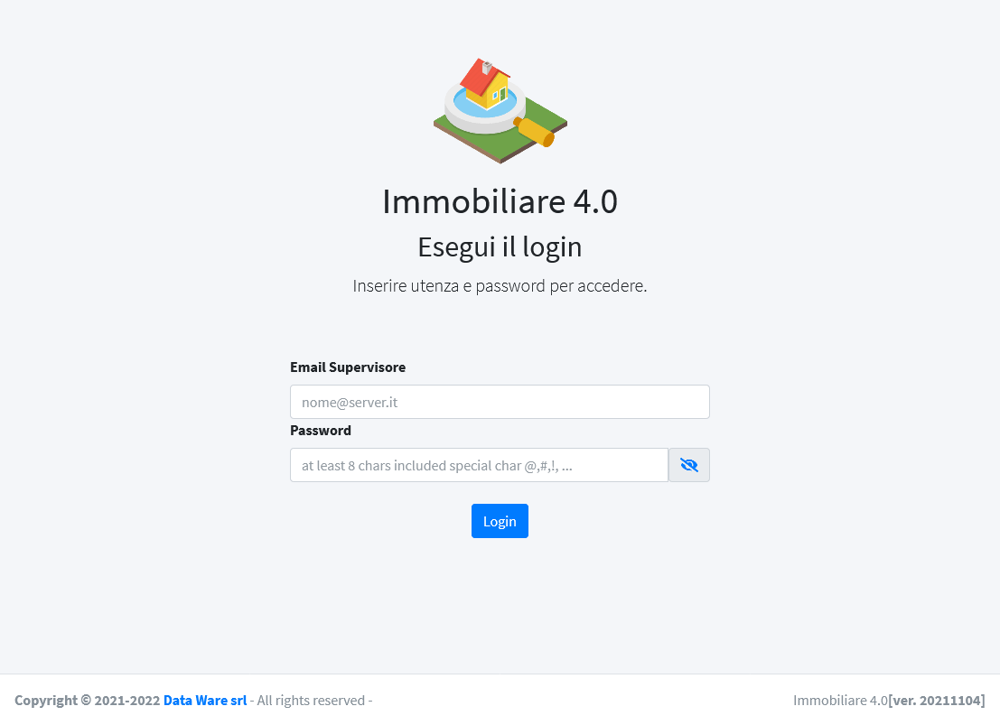 Immobiliare 4.0
Esegui il login
Inserire utenza e password per accedere.
Email Supervisore
nome@server.it
Password
at least 8 chars included special char @,#,!, ...
Login
Copyright © 2021-2022 Data Ware srl - All rights reserved -
Immobiliare 4.0[ver. 20211104]